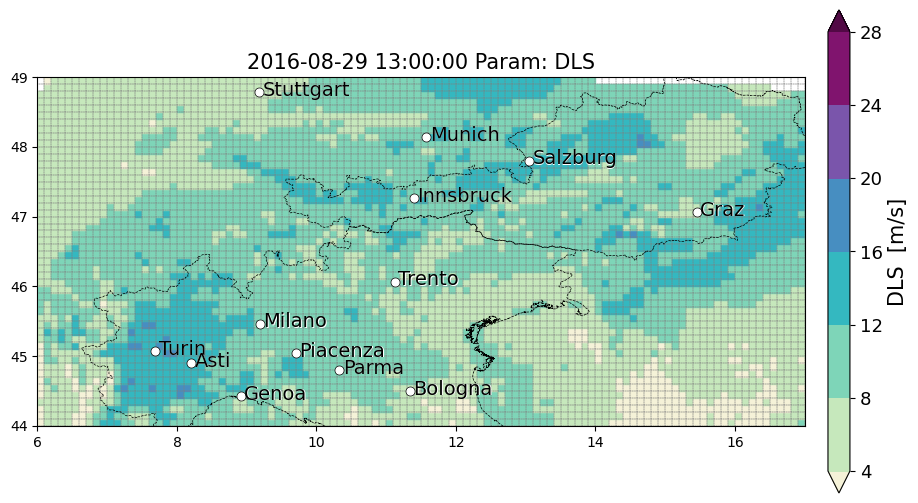 2016-08-29 13:00:00 Param: DLS
49
48
47
46
45
44
6
8
10
12
14
16
Stuttgart
Munich
Salzburg
Innsbruck
Graz
Trento
Milano
Turin
Asti
Piacenza
Parma
Genoa
Bologna
28
24
20
16
12
8
4
DLS [m/s]